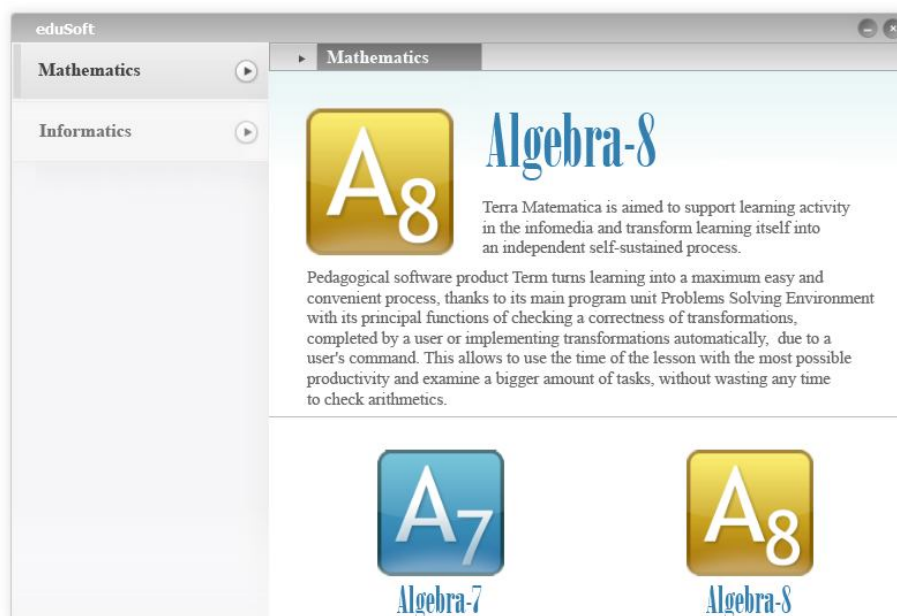 eduSoft
Mathematics
Informatics
Mathematics
A8
Algebra-8
Terra Matematica is aimed to support learning activity
in the infomedia and transform learning itself into
an independent self-sustained process.
Pedagogical software product Term turns learning into a maximum easy and
convenient process, thanks to its main program unit Problems Solving Environment
with its principal functions of checking a correctness of transformations,
completed by a user or implementing transformations automatically, due to a
user's command. This allows to use the time of the lesson with the most possible
productivity and examine a bigger amount of tasks, without wasting any time
to check arithmetics.
A7
Algebra-7
A8
Algebra-8